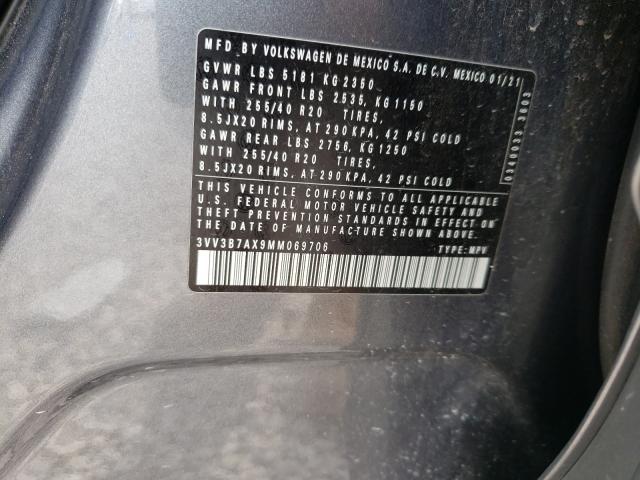 MFD BY VOLKSWAGEN DE MEXICO S.A. DE C.V. MEXICO 01/21
GVWR LBS 5181 KG 2350
GAWR FRONT LBS 2535, KG 1150
WITH 255/40 R20 TIRES,
8.5JX20 RIMS, AT 290 KPA, 42 PSI COLD
GAWR REAR LBS 2756, KG 1250
WITH 255/40 R20 TIRES,
8.5JX20 RIMS, AT 290 KPA, 42 PSI COLD
THIS VEHICLE CONFORMS TO ALL APPLICABLE
U.S. FEDERAL MOTOR VEHICLE SAFETY AND
THEFT PREVENTION STANDARDS IN EFFECT ON
THE DATE OF MANUFACTURE SHOWN ABOVE.
3VV3B7AX9MM069706 TYPE: MPV
0340033 3603